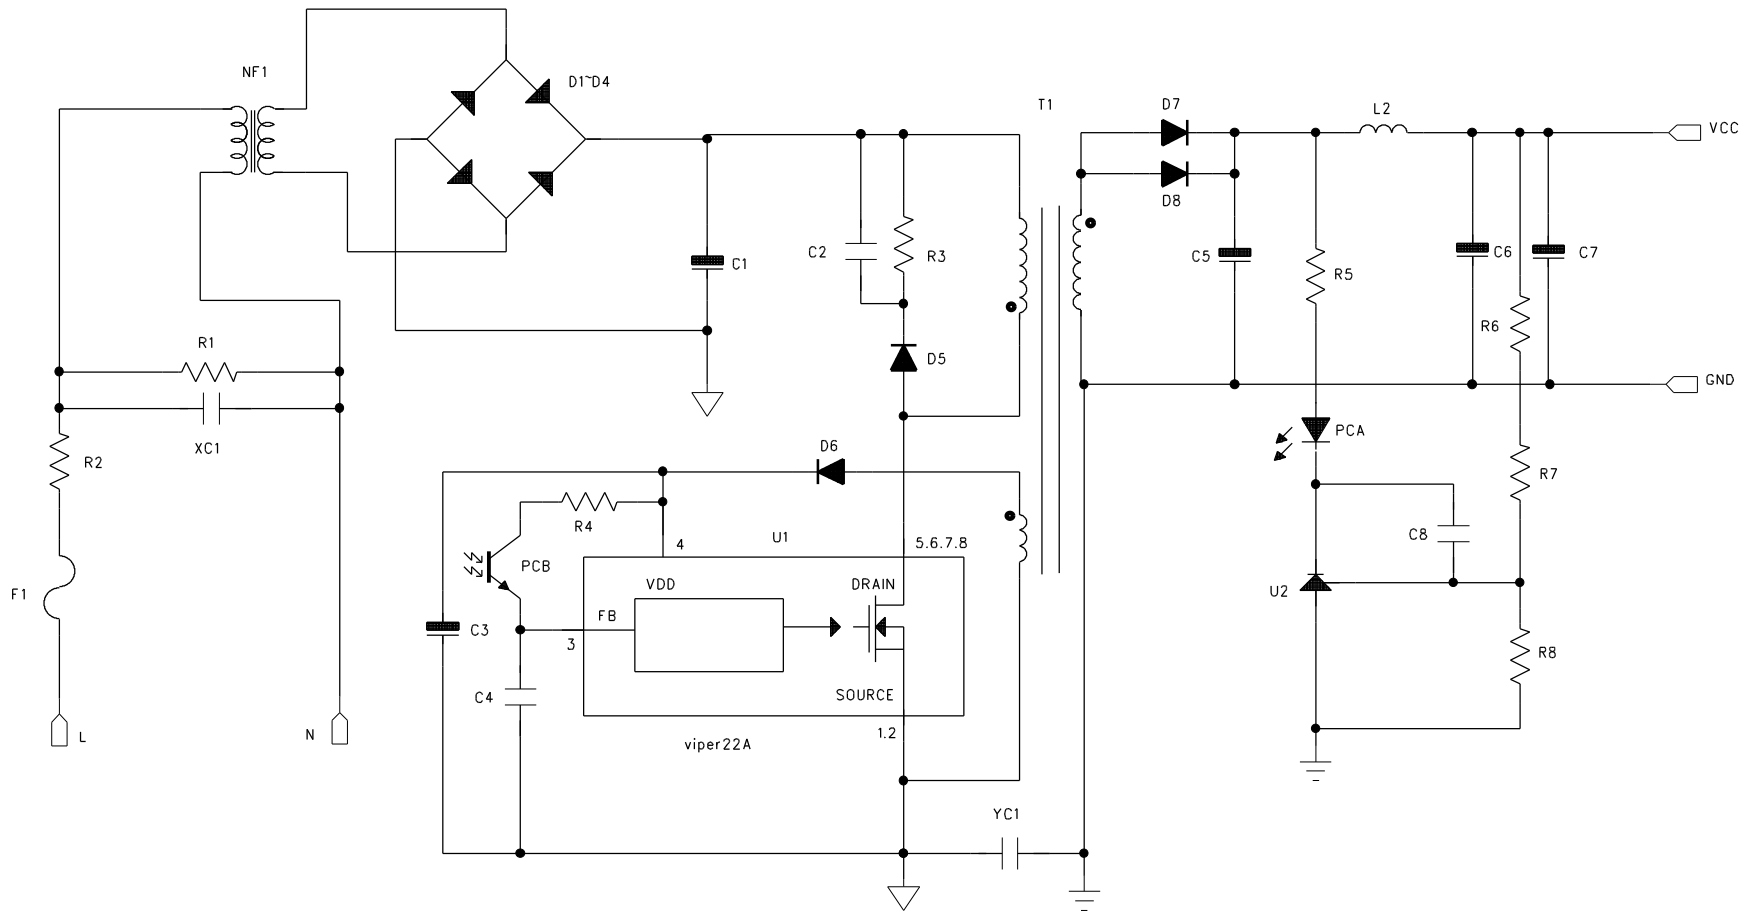 NF1
D1~D4
T1
D7
L2
VCC
D8
C2
R3
C1
C5
R5
C6
C7
R6
R1
D5
GND
XC1
R2
D6
PCA
R7
R4
U1
4
5.6.7.8
C8
PCB
VDD
DRAIN
U2
F1
FB
C3
3
R8
C4
SOURCE
L
N
viper22A
1.2
YC1